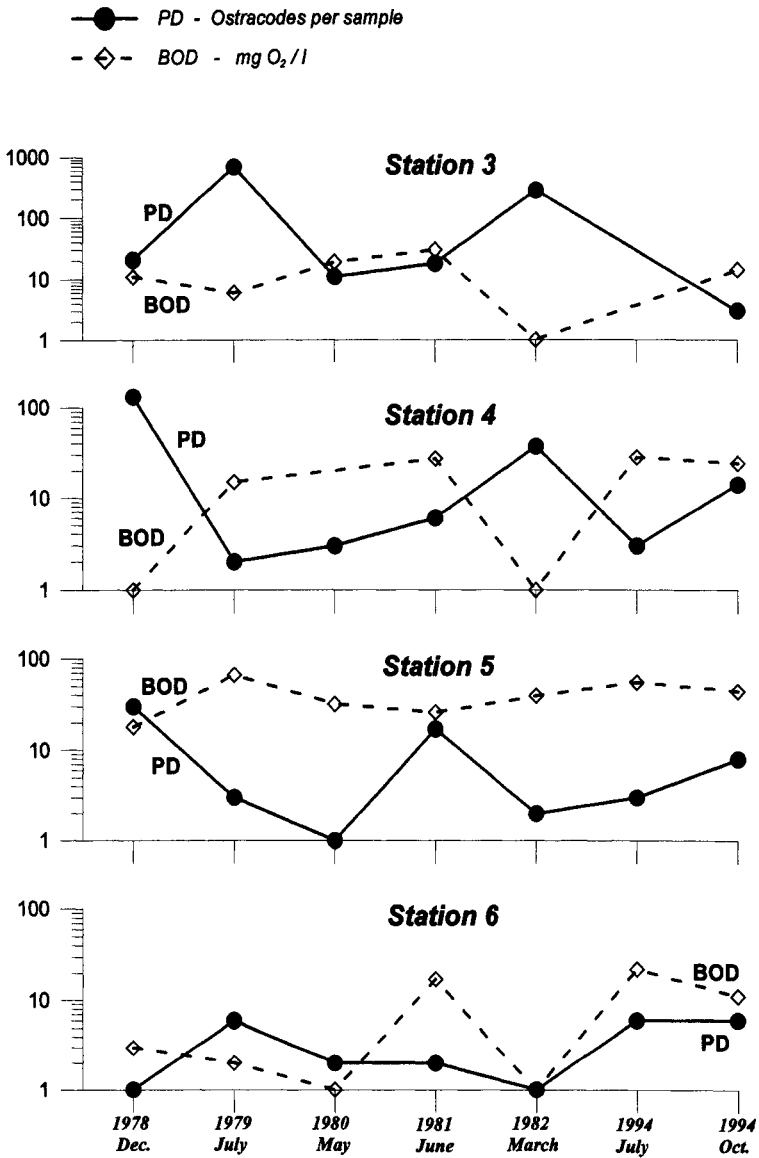 PD - Ostracodes per sample
BOD - mg O₂ / l
Station 3
1000
100
10
1
PD
BOD
Station 4
100
10
1
PD
BOD
Station 5
100
10
1
BOD
PD
Station 6
100
10
1
BOD
PD
1978 1979 1980 1981 1982 1994 1994
Dec. July May June March July Oct.